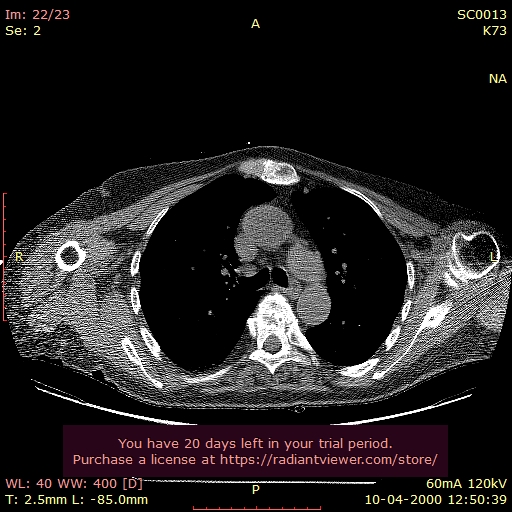 Im: 22/23
Se: 2
A
SC0013
K73
NA
R
L
You have 20 days left in your trial period.
Purchase a license at https://radiantviewer.com/store/
WL: 40 WW: 400 [D]
T: 2.5mm L: -85.0mm
P
60mA 120kV
10-04-2000 12:50:39